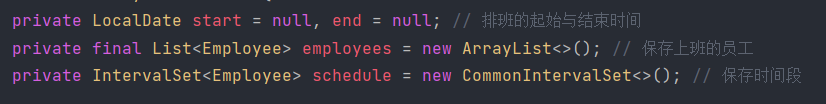 private LocalDate start = null, end = null; // 排班的起始与结束时间
private final List<Employee> employees = new ArrayList<>(); // 保存上班的员工
private IntervalSet<Employee> schedule = new CommonIntervalSet<>(); // 保存时间段